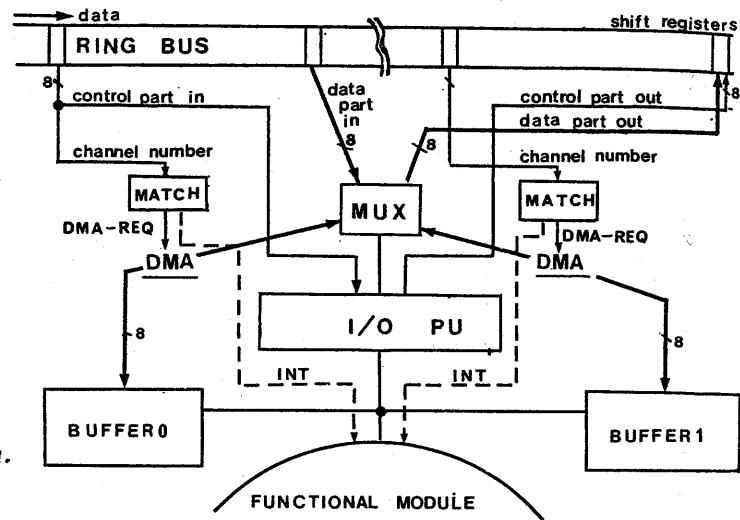 data
shift registers
RING BUS
8
control part in
data
part
in
8
8
control part out
data part out
8
channel number
channel number
MATCH
MUX
MATCH
DMA-REQ
DMA-REQ
DMA
DMA
I/O PU
8
8
INT
INT
BUFFER0
BUFFER1
FUNCTIONAL MODULE